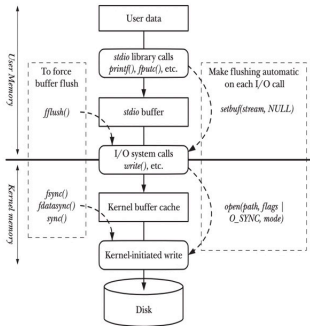 User data
stdio library calls
printf(), fputc(), etc.
To force
buffer flush
Make flushing automatic
on each I/O call
fflush()
setbuf(stream, NULL)
stdio buffer
User Memory
I/O system calls
write(), etc.
Kernel memory
fsync()
fdatasync()
sync()
Kernel buffer cache
open(path, flags |
O_SYNC, mode)
Kernel-initiated write
Disk